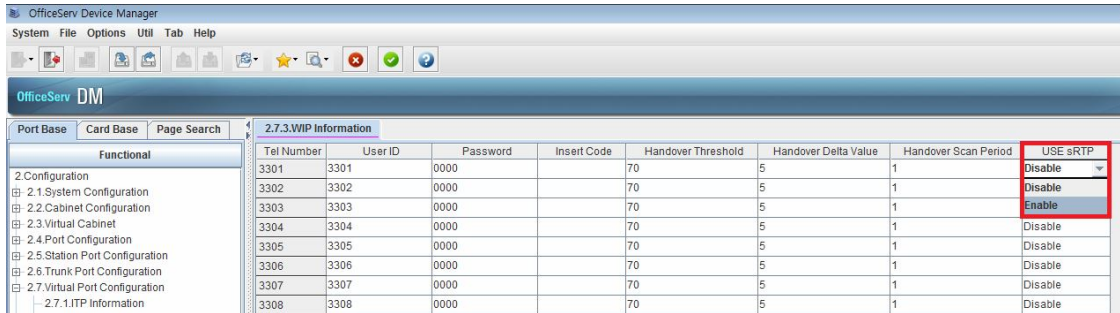 OfficeServ Device Manager
System File Options Util Tab Help
OfficeServ DM
Port Base Card Base Page Search
2.7.3.WIP Information
Functional
2.Configuration
2.1.System Configuration
2.2.Cabinet Configuration
2.3.Virtual Cabinet
2.4.Port Configuration
2.5.Station Port Configuration
2.6.Trunk Port Configuration
2.7.Virtual Port Configuration
2.7.1.ITP Information
Tel Number User ID Password Insert Code Handover Threshold Handover Delta Value Handover Scan Period USE sRTP
3301 3301 0000 70 5 1 Disable
3302 3302 0000 70 5 1 Disable
3303 3303 0000 70 5 1 Enable
3304 3304 0000 70 5 1 Disable
3305 3305 0000 70 5 1 Disable
3306 3306 0000 70 5 1 Disable
3307 3307 0000 70 5 1 Disable
3308 3308 0000 70 5 1 Disable